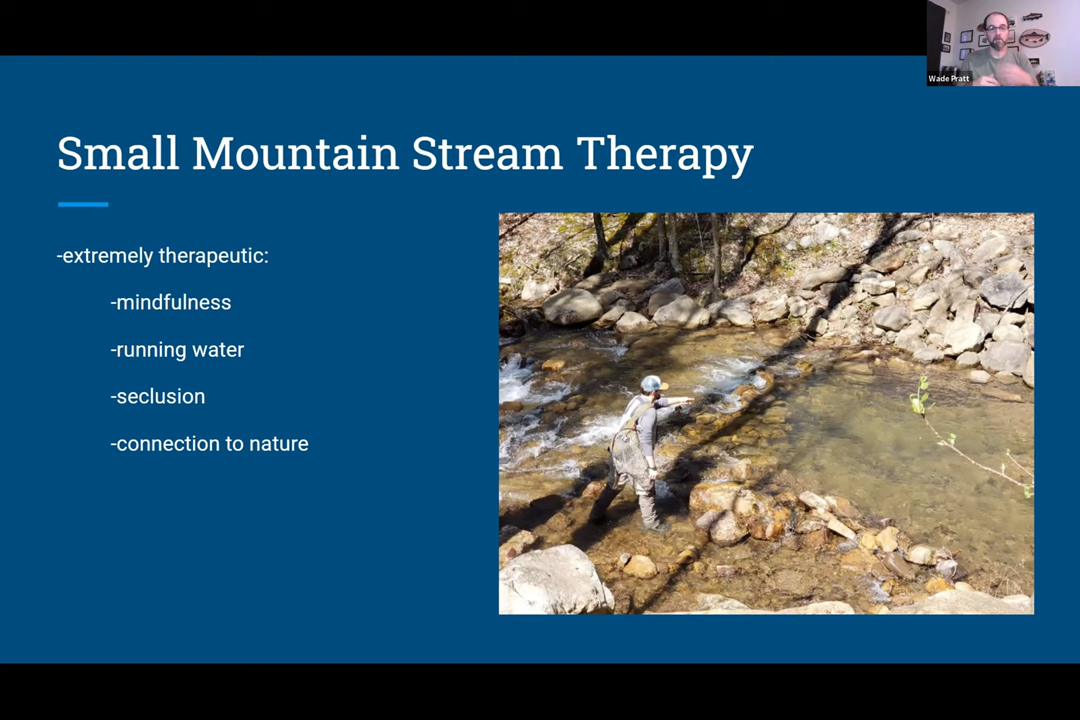 Wade Pratt
Small Mountain Stream Therapy
-extremely therapeutic:
-mindfulness
-running water
-seclusion
-connection to nature